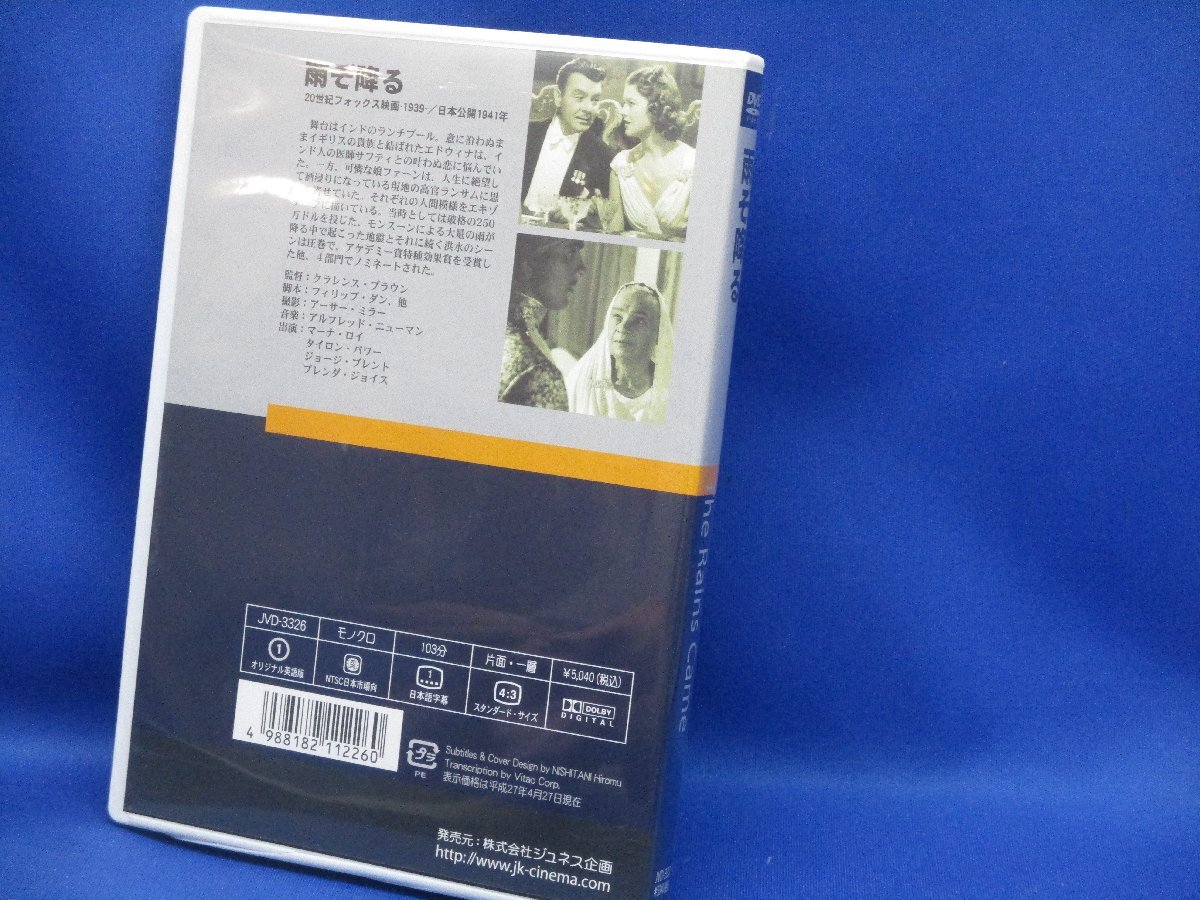 雨ぞ降る
20世紀フォックス映画-1939-/日本公開1941年
舞台はインドのランチプール。意に沿わぬま
まイギリスの貴族と結ばれたエドウィナは、イ
ンド人の医師サフティとの叶わぬ恋に悩んでい
た。一方、可憐な娘ファーンは、人生に絶望し
て酒浸りになっている現地の高官ランサムに思
寄せていた。それぞれの人間模様をエキゾ
に描いている。当時としては破格の250
万ドルを投じた、モンスーンによる大量の雨が
降る中で起こった地震とそれに続く洪水のシー
ンは圧巻で、アカデミー賞特殊効果賞を受賞し
た他、4部門でノミネートされた。
監督:クラレンス・ブラウン
脚本:フィリップ・ダン、他
撮影:アーサー・ミラー
音楽:アルフレッド・ニューマン
出演:マーナ・ロイ
タイロン・パワー
ジョージ・ブレント
ブレンダ・ジョイス
JVD-3326 モノクロ 103分 片面・一層 ¥5,040(税込)
1 2 1 4:3 DOLBY DIGITAL
オリジナル英語版 NTSC日本市場向 日本語字幕 スタンダード・サイズ
4 988182 112260
プラ
PE
Subtitles & Cover Design by NISHITANI Hiromu
Transcription by Vitac Corp.
表示価格は平成27年4月27日現在
発売元:株式会社ジュネス企画
http://www.jk-cinema.com
DVD
雨ぞ降る
The Rains Came